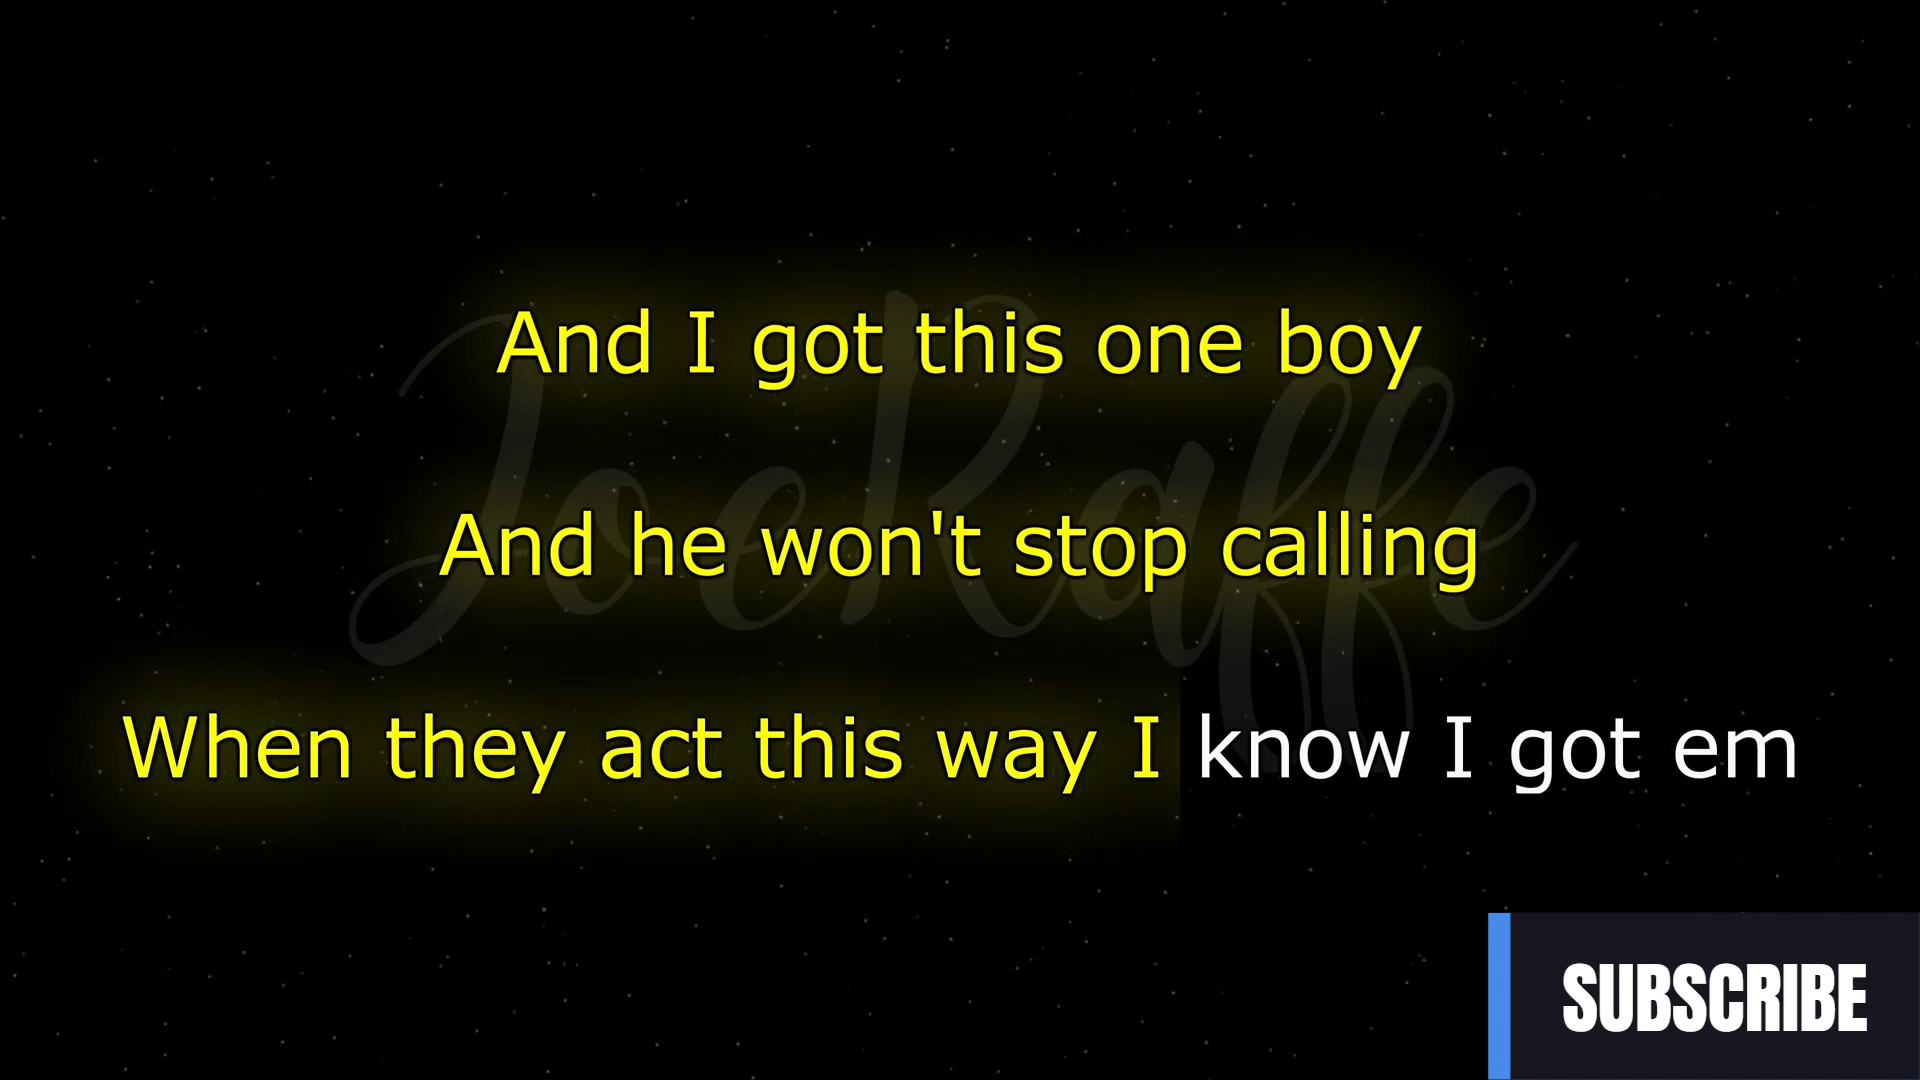 And I got this one boy
And he won't stop calling
When they act this way I know I got em
JoeKaffe
SUBSCRIBE